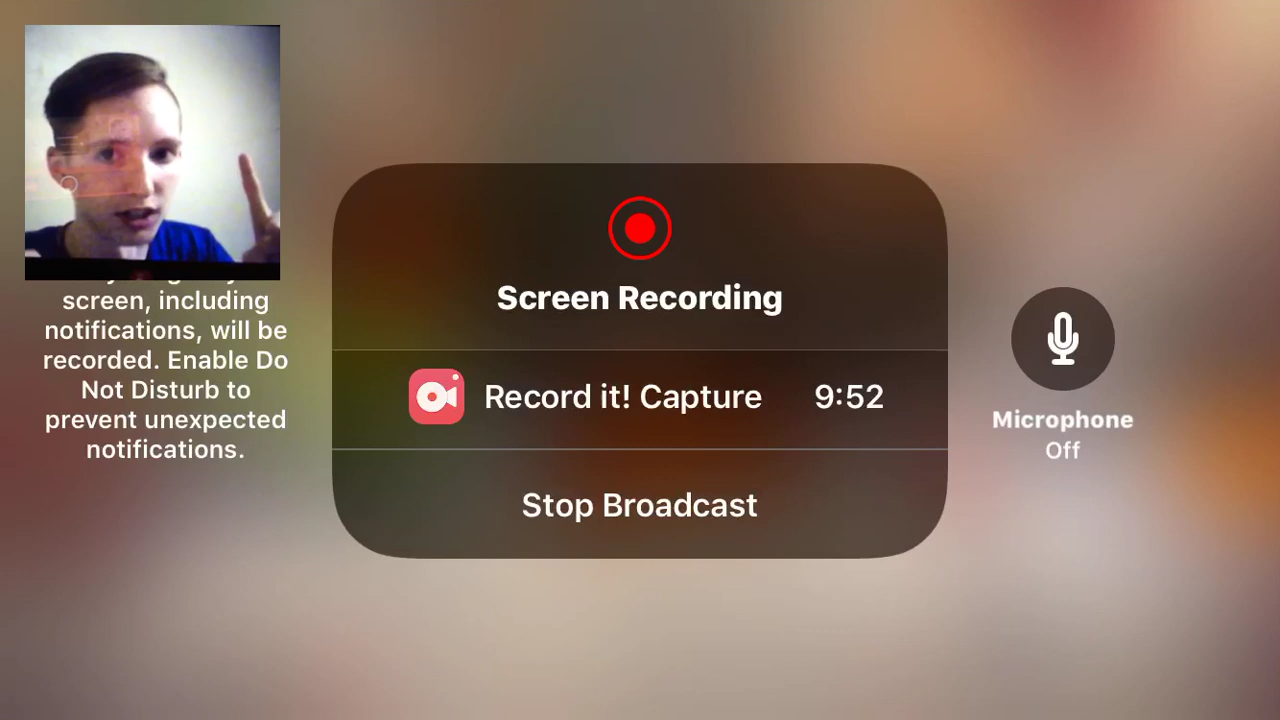 screen, including
notifications, will be
recorded. Enable Do
Not Disturb to
prevent unexpected
notifications.
Screen Recording
Record it! Capture 9:52
Stop Broadcast
Microphone
Off